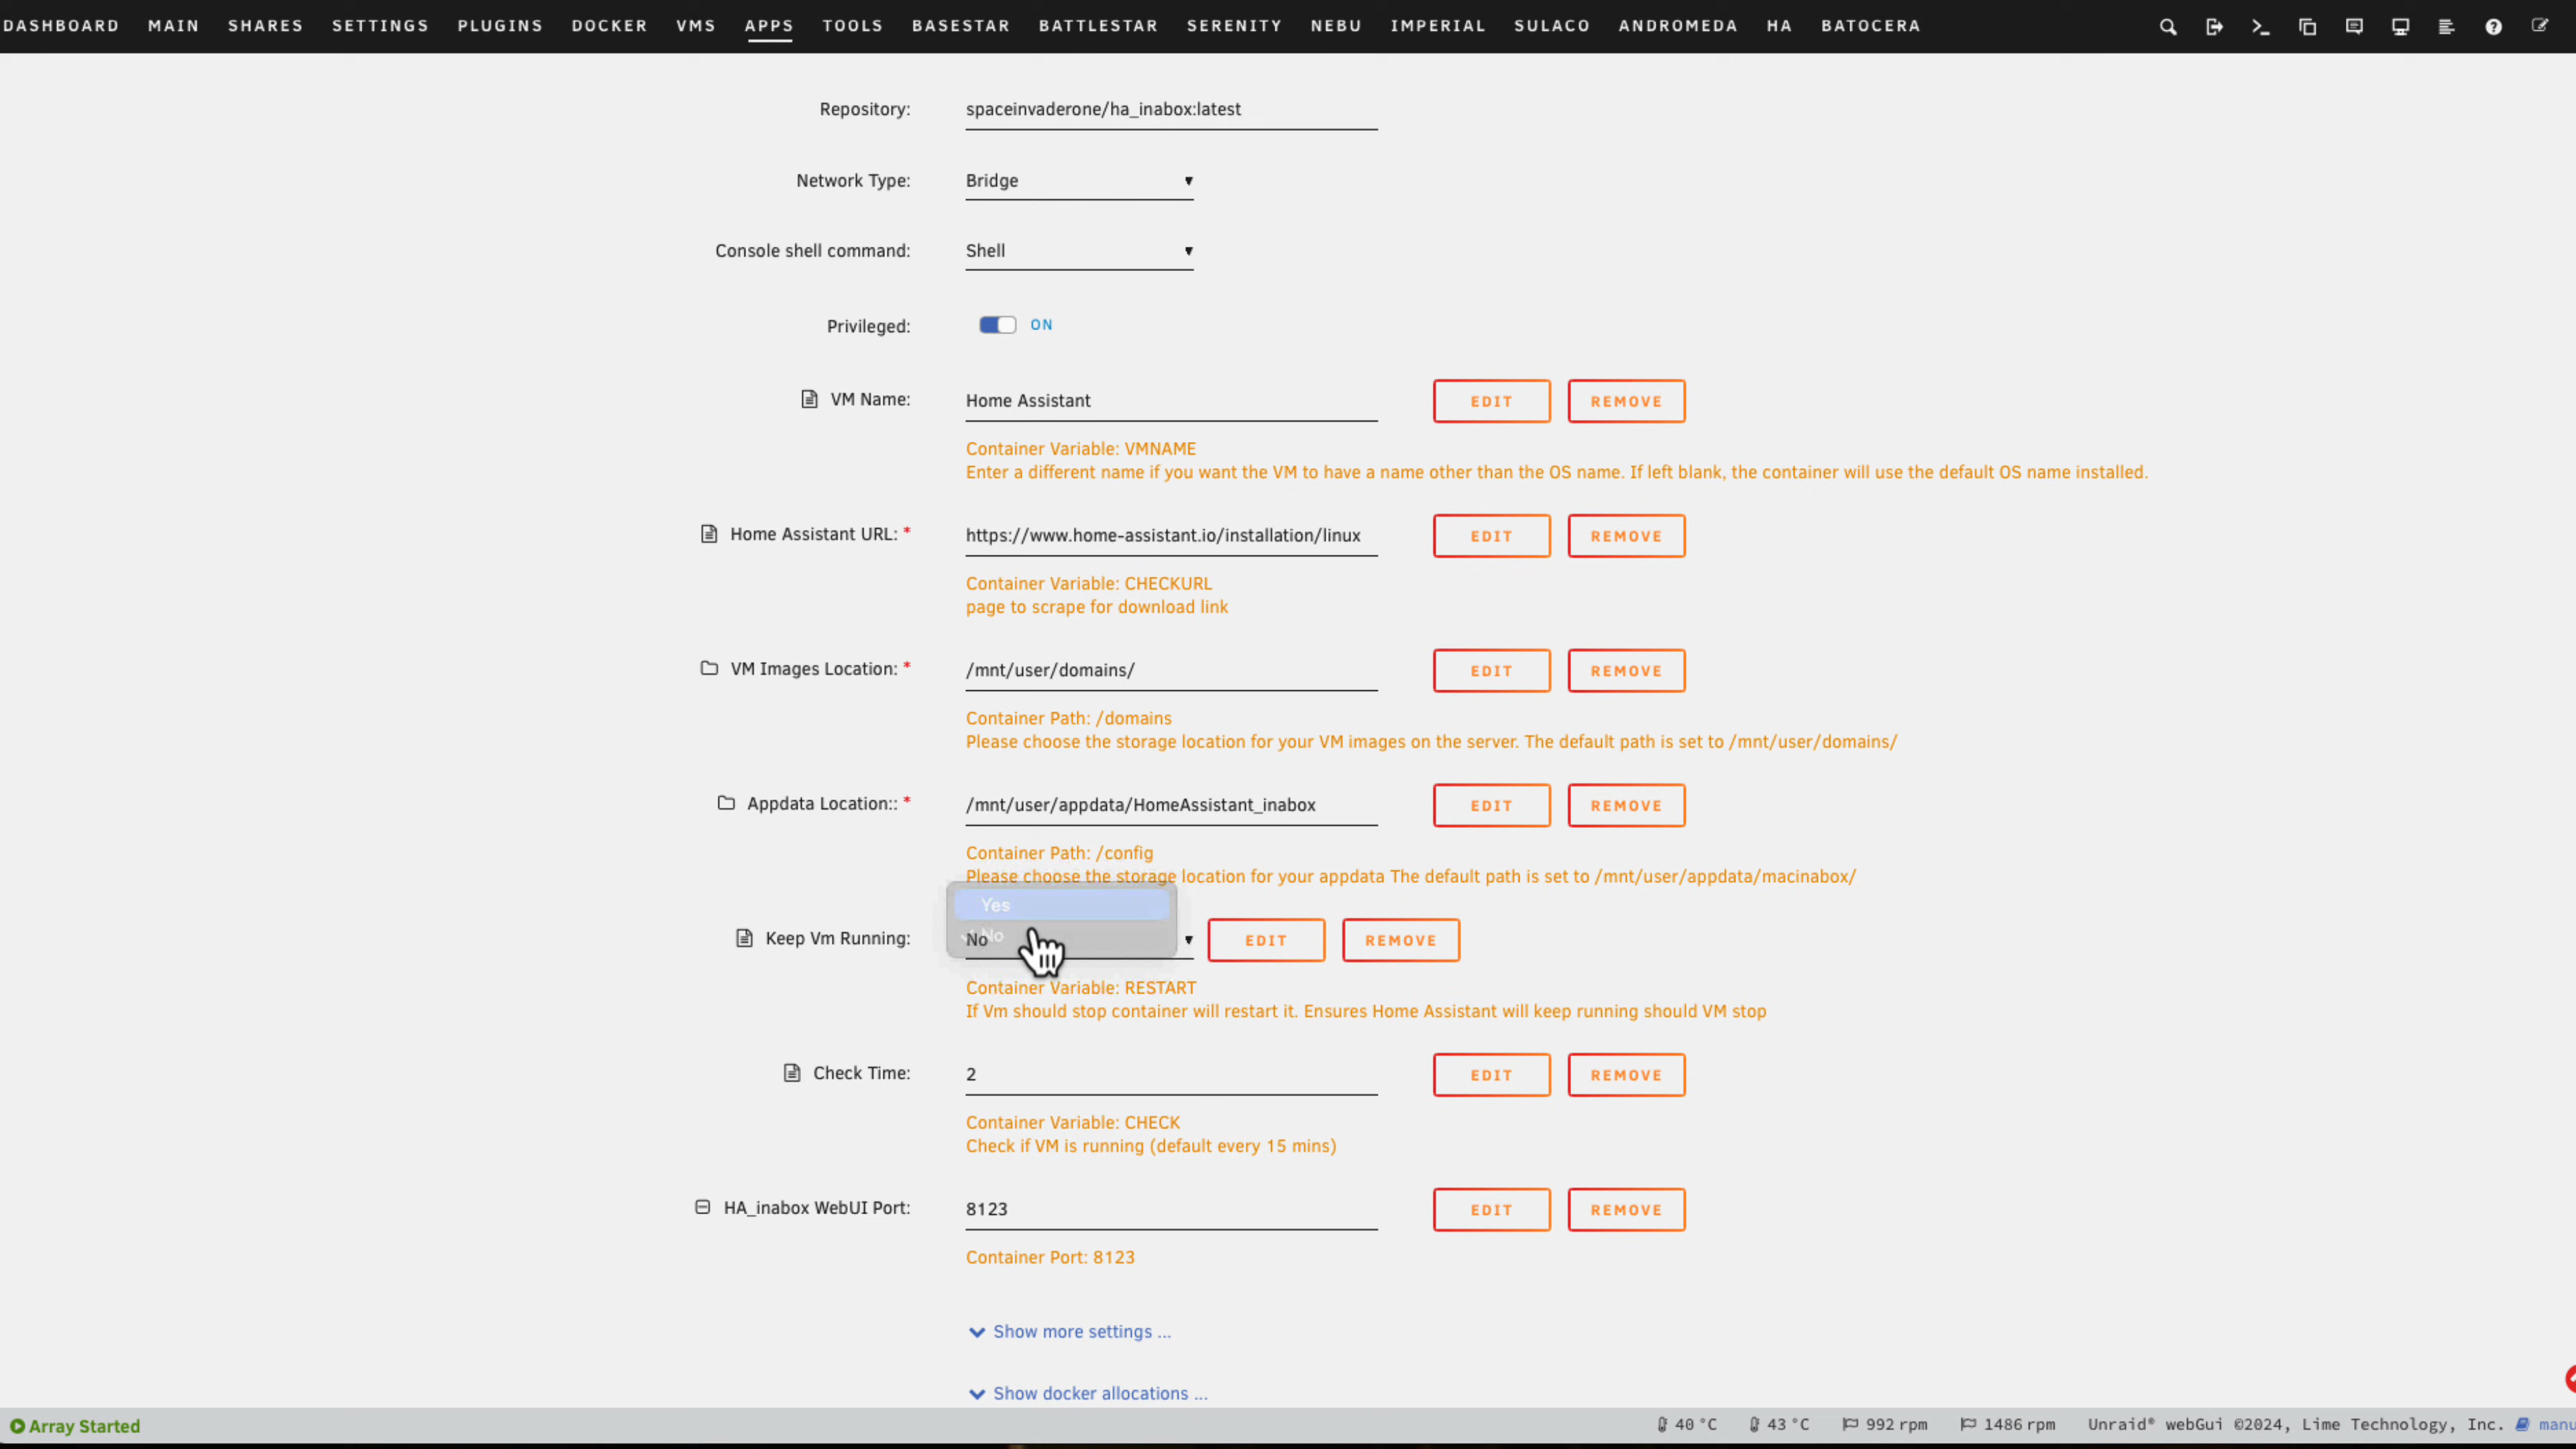 DASHBOARD MAIN SHARES SETTINGS PLUGINS DOCKER VMS APPS TOOLS BASESTAR BATTLESTAR SERENITY NEBU IMPERIAL SULACO ANDROMEDA HA BATOCERA
Repository: spaceinvaderone/ha_inabox:latest
Network Type: Bridge
Console shell command: Shell
Privileged: ON
VM Name: Home Assistant EDIT REMOVE
Container Variable: VMNAME
Enter a different name if you want the VM to have a name other than the OS name. If left blank, the container will use the default OS name installed.
Home Assistant URL: * https://www.home-assistant.io/installation/linux EDIT REMOVE
Container Variable: CHECKURL
page to scrape for download link
VM Images Location: * /mnt/user/domains/ EDIT REMOVE
Container Path: /domains
Please choose the storage location for your VM images on the server. The default path is set to /mnt/user/domains/
Appdata Location:: * /mnt/user/appdata/HomeAssistant_inabox EDIT REMOVE
Container Path: /config
Please choose the storage location for your appdata The default path is set to /mnt/user/appdata/macinabox/
Yes
No
Keep Vm Running: No EDIT REMOVE
Container Variable: RESTART
If Vm should stop container will restart it. Ensures Home Assistant will keep running should VM stop
Check Time: 2 EDIT REMOVE
Container Variable: CHECK
Check if VM is running (default every 15 mins)
HA_inabox WebUI Port: 8123 EDIT REMOVE
Container Port: 8123
Show more settings ...
Show docker allocations ...
Array Started 40 °C 43 °C 992 rpm 1486 rpm Unraid® webGui ©2024, Lime Technology, Inc. manu